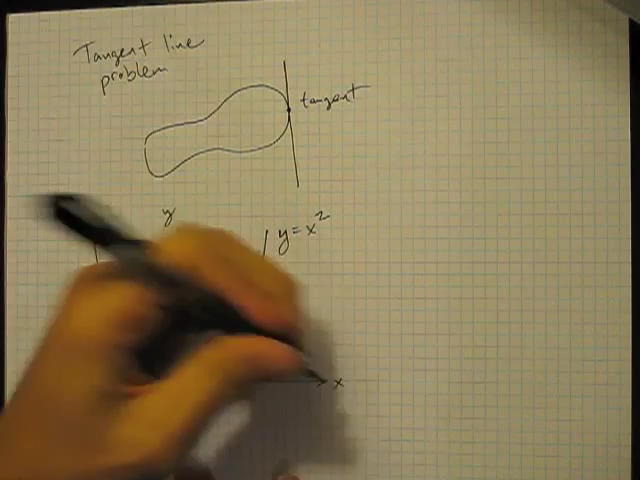 Tangent line
problem
tangent
y
y = x²
x